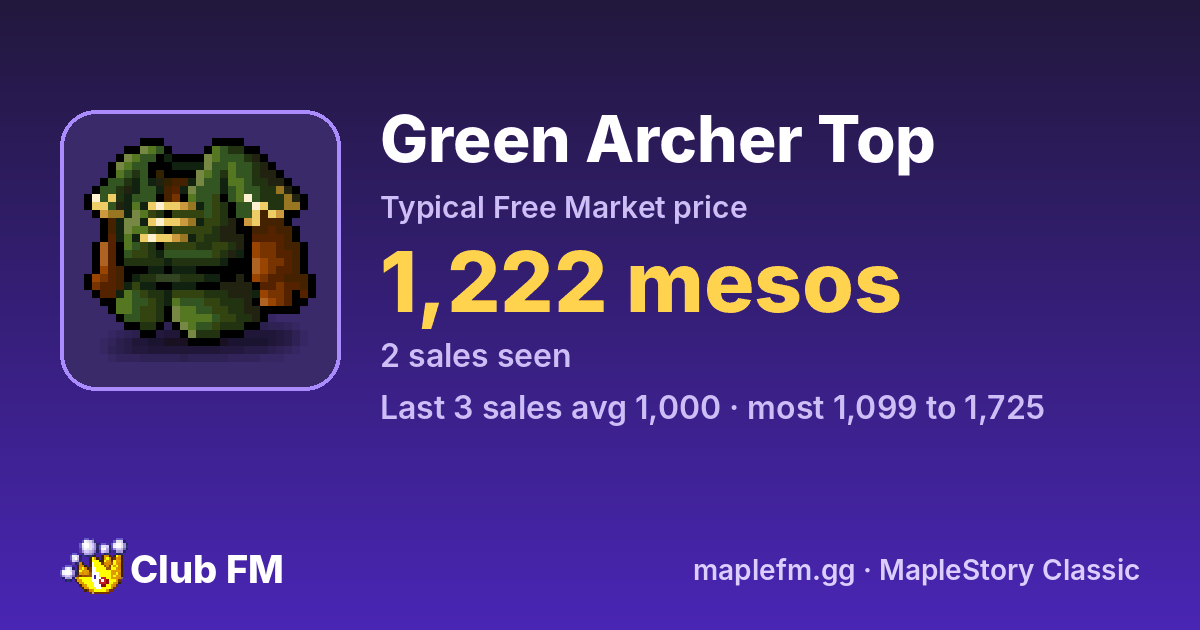 Green Archer Top
Typical Free Market price
1,222 mesos
2 sales seen
Last 3 sales avg 1,000 · most 1,099 to 1,725
Club FM
maplefm.gg · MapleStory Classic